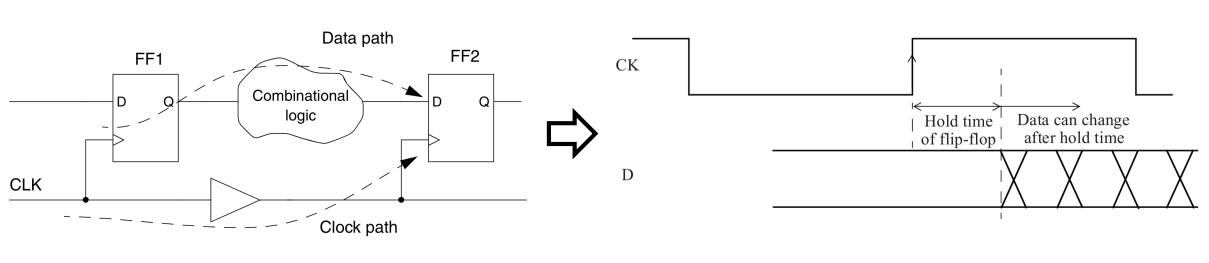 Data path
FF1
FF2
D
Q
Combinational
logic
D
Q
CLK
Clock path
CK
Hold time
of flip-flop
Data can change
after hold time
D